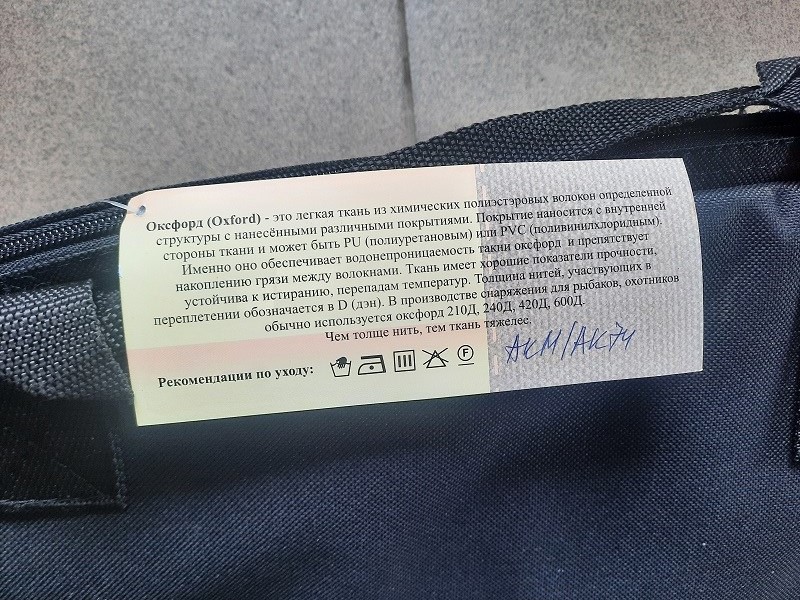 Оксфорд (Oxford) - это легкая ткань из химических полиэстэровых волокон определенной
структуры с нанесёнными различными покрытиями. Покрытие наносится с внутренней
стороны ткани и может быть PU (полиуретановым) или PVC (поливинилхлоридным).
Именно оно обеспечивает водонепроницаемость такни оксфорд и препятствует
накоплению грязи между волокнами. Ткань имеет хорошие показатели прочности,
устойчива к истиранию, перепадам температур. Толщина нитей, участвующих в
переплетении обозначается в D (дэн). В производстве снаряжения для рыбаков, охотников
обычно используется оксфорд 210Д, 240Д, 420Д, 600Д.
Чем толще нить, тем ткань тяжелее.
Рекомендации по уходу: F
АКМ/АК74